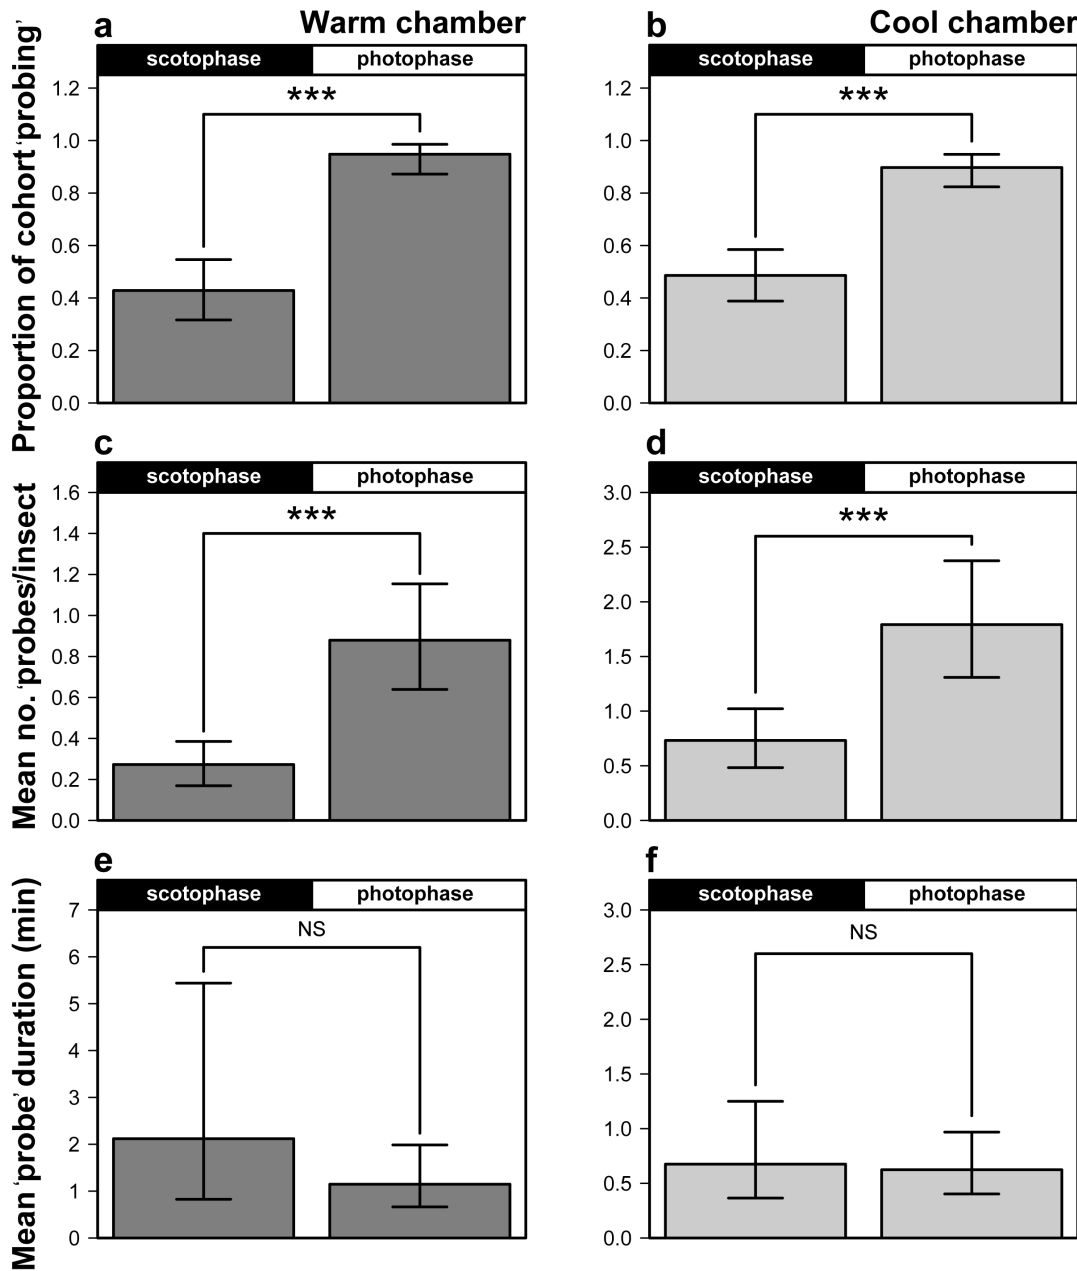 a Warm chamber
scotophase photophase
***
1.2
1.0
0.8
0.6
0.4
0.2
0.0
Proportion of cohort ‘probing’
b Cool chamber
scotophase photophase
***
1.2
1.0
0.8
0.6
0.4
0.2
0.0
c
scotophase photophase
***
1.6
1.4
1.2
1.0
0.8
0.6
0.4
0.2
0.0
Mean no. ‘probes’/insect
d
scotophase photophase
***
3.0
2.5
2.0
1.5
1.0
0.5
0.0
e
scotophase photophase
NS
7
6
5
4
3
2
1
0
Mean ‘probe’ duration (min)
f
scotophase photophase
NS
3.0
2.5
2.0
1.5
1.0
0.5
0.0